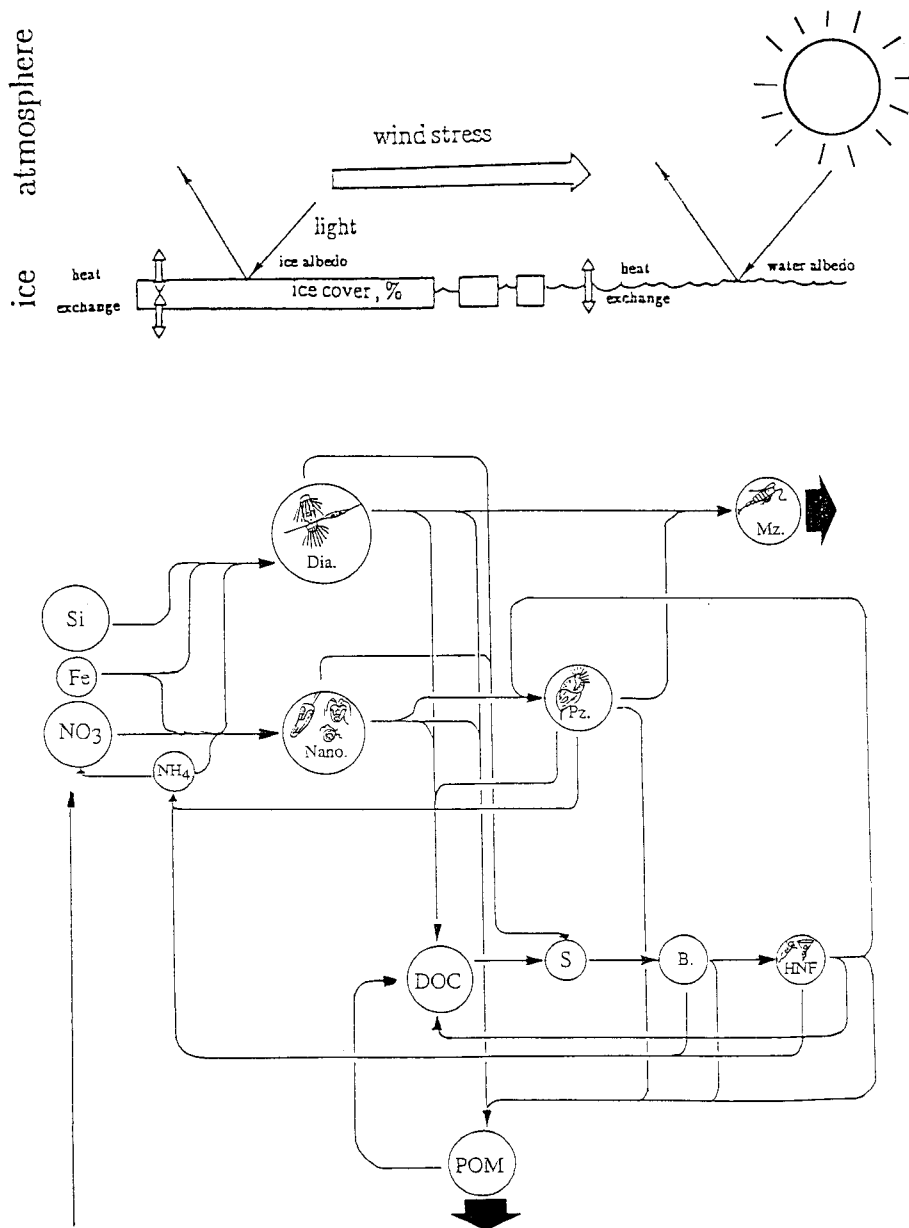 atmosphere
wind stress
light
ice
heat
exchange
ice albedo
ice cover, %
heat
exchange
water albedo
Dia.
Mz.
Si
Fe
NO3
NH4
Nano.
Pz.
DOC
S
B.
HNF
POM